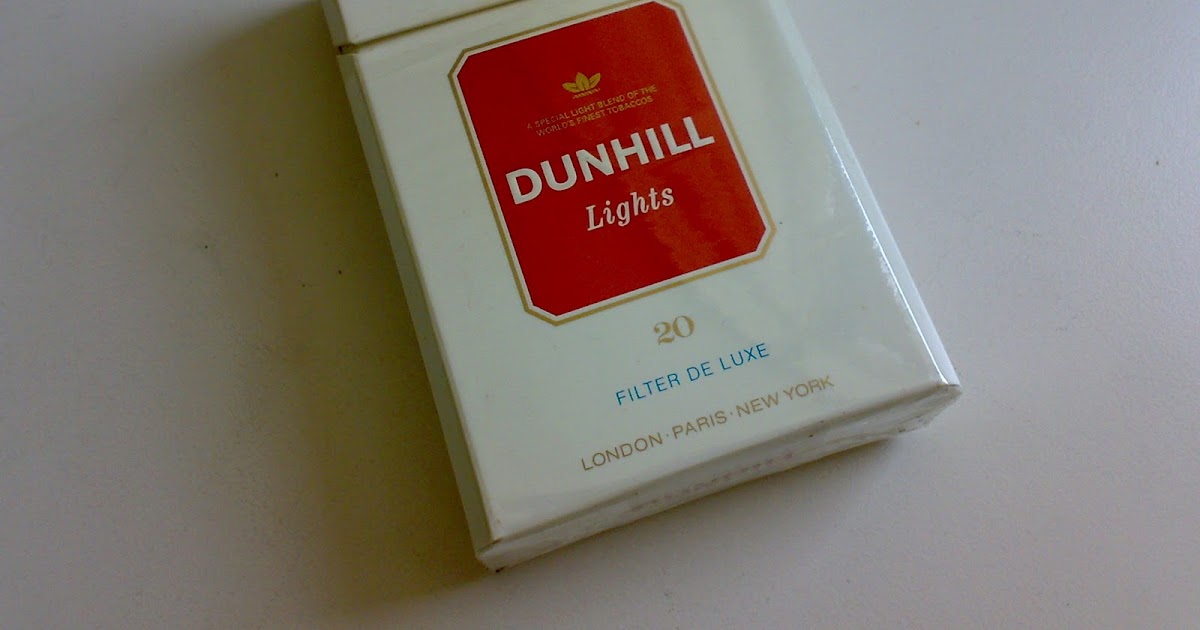 A SPECIAL LIGHT BLEND OF THE
WORLD'S FINEST TOBACCOS
DUNHILL
Lights
20
FILTER DE LUXE
LONDON · PARIS · NEW YORK